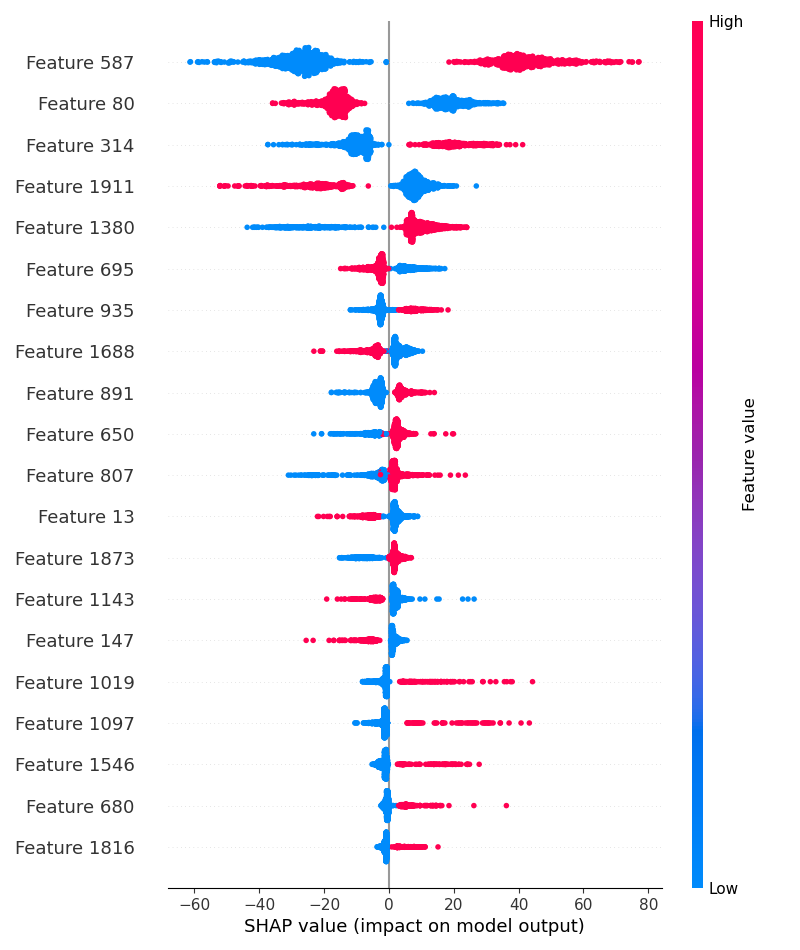 High
Feature 587
Feature 80
Feature 314
Feature 1911
Feature 1380
Feature 695
Feature 935
Feature 1688
Feature 891
Feature 650
Feature 807
Feature 13
Feature 1873
Feature 1143
Feature 147
Feature 1019
Feature 1097
Feature 1546
Feature 680
Feature 1816
Feature value
Low
−60 −40 −20 0 20 40 60 80
SHAP value (impact on model output)